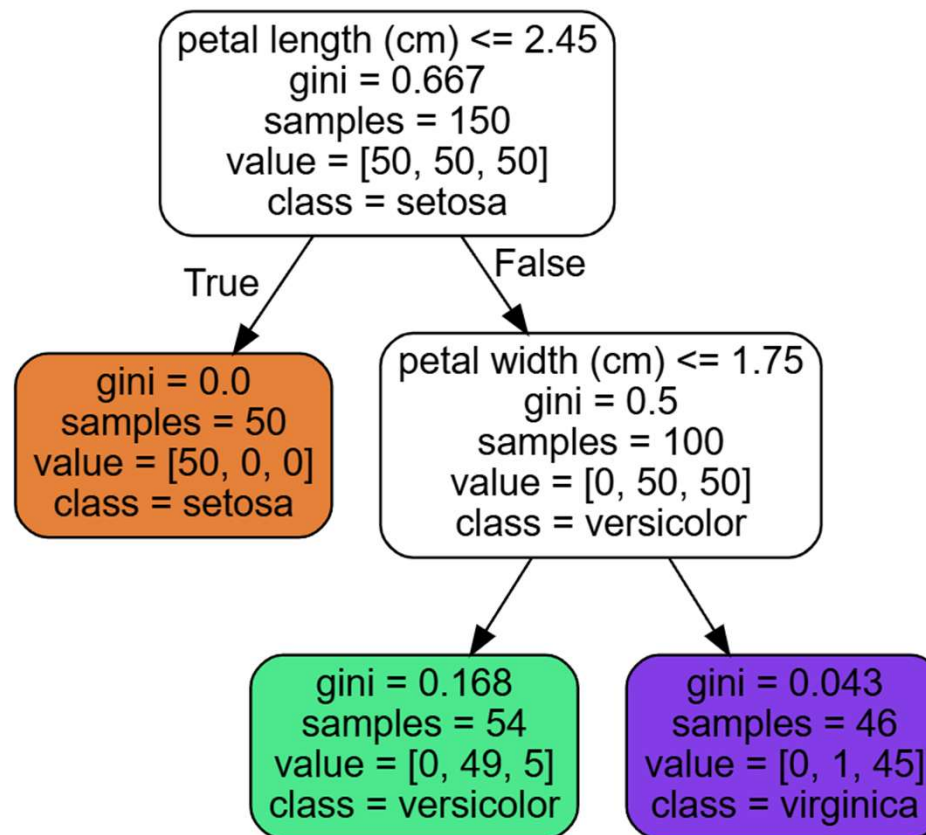 petal length (cm) <= 2.45
gini = 0.667
samples = 150
value = [50, 50, 50]
class = setosa
True
False
gini = 0.0
samples = 50
value = [50, 0, 0]
class = setosa
petal width (cm) <= 1.75
gini = 0.5
samples = 100
value = [0, 50, 50]
class = versicolor
gini = 0.168
samples = 54
value = [0, 49, 5]
class = versicolor
gini = 0.043
samples = 46
value = [0, 1, 45]
class = virginica